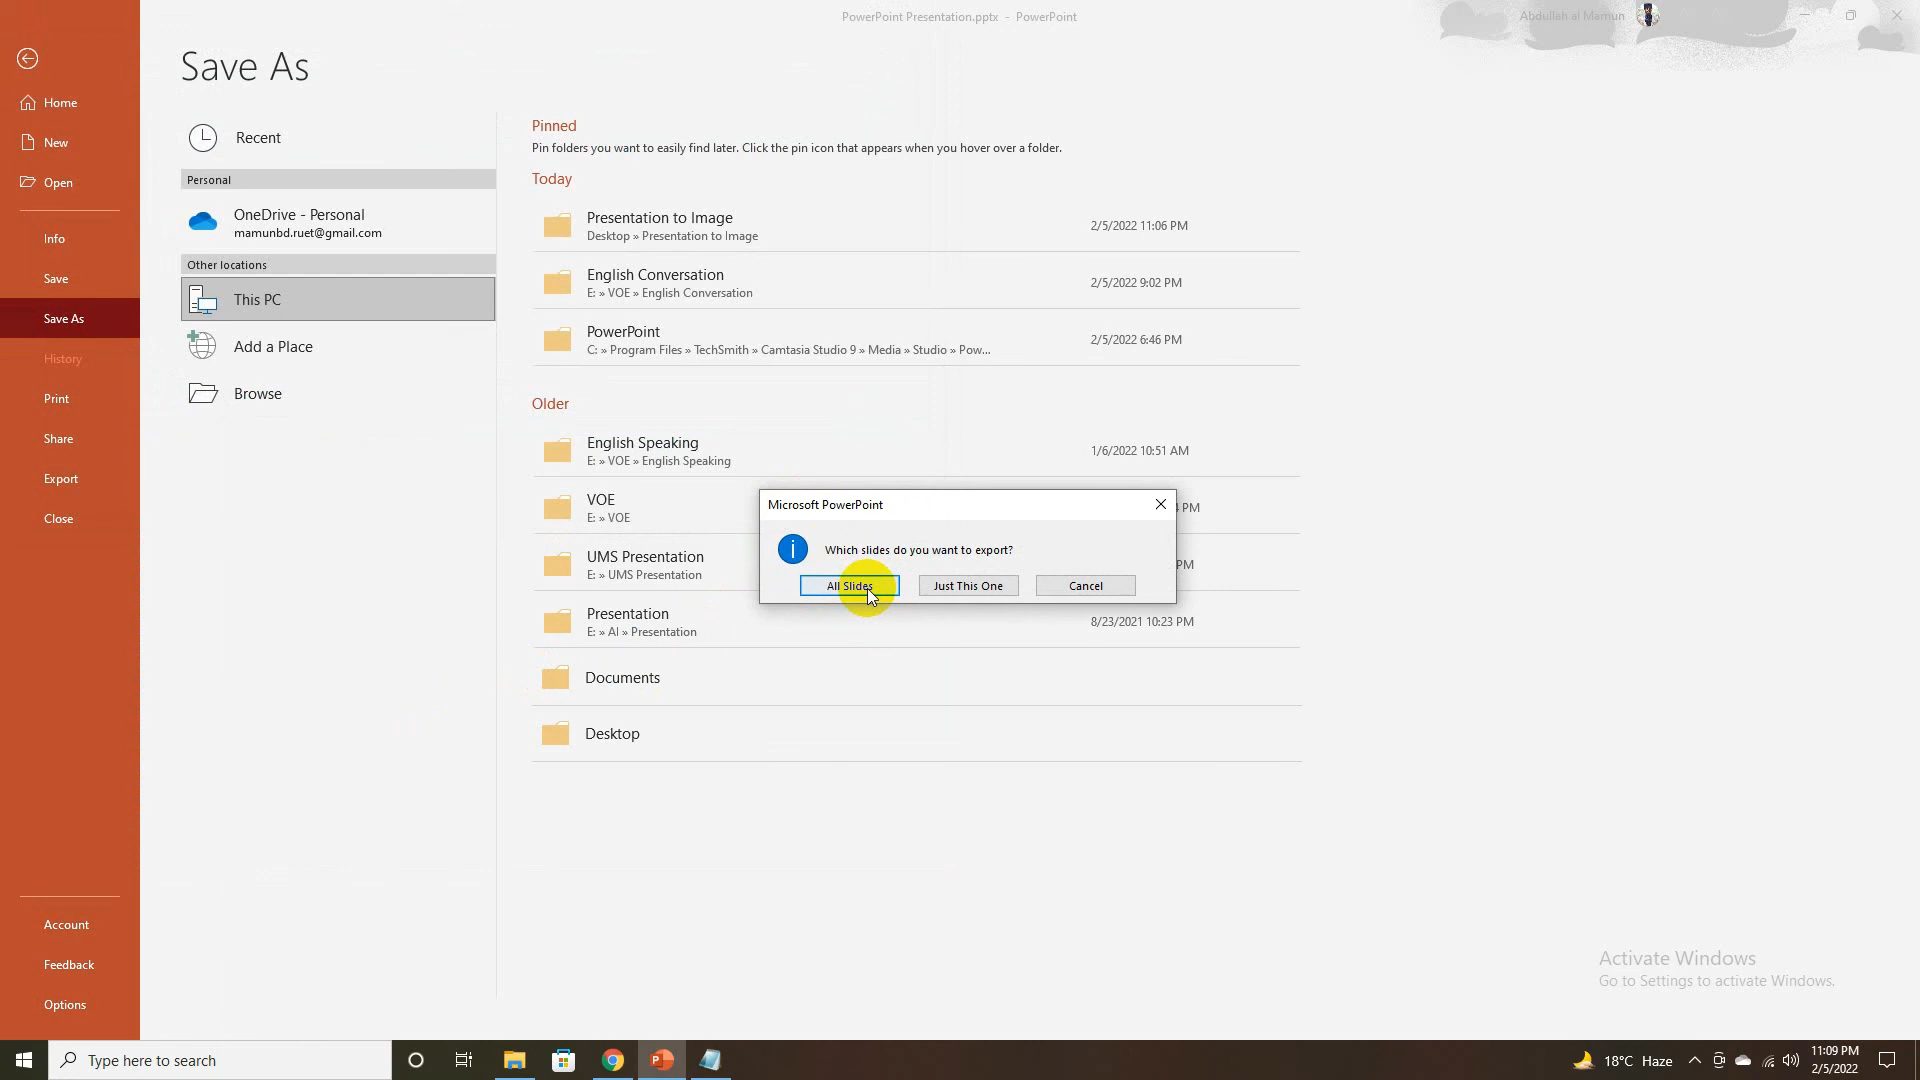 PowerPoint Presentation.pptx - PowerPoint
Abdullah al Mamun
Save As
Home
New
Open
Info
Save
Save As
History
Print
Share
Export
Close
Account
Feedback
Options
Recent
Personal
OneDrive - Personal
mamunbd.ruet@gmail.com
Other locations
This PC
Add a Place
Browse
Pinned
Pin folders you want to easily find later. Click the pin icon that appears when you hover over a folder.
Today
Presentation to Image
Desktop » Presentation to Image
2/5/2022 11:06 PM
English Conversation
E: » VOE » English Conversation
2/5/2022 9:02 PM
PowerPoint
C: » Program Files » TechSmith » Camtasia Studio 9 » Media » Studio » Pow...
2/5/2022 6:46 PM
Older
English Speaking
E: » VOE » English Speaking
1/6/2022 10:51 AM
VOE
E: » VOE
PM
UMS Presentation
E: » UMS Presentation
PM
Presentation
E: » AI » Presentation
8/23/2021 10:23 PM
Documents
Desktop
Microsoft PowerPoint
Which slides do you want to export?
All Slides
Just This One
Cancel
Activate Windows
Go to Settings to activate Windows.
Type here to search
18°C Haze
11:09 PM
2/5/2022